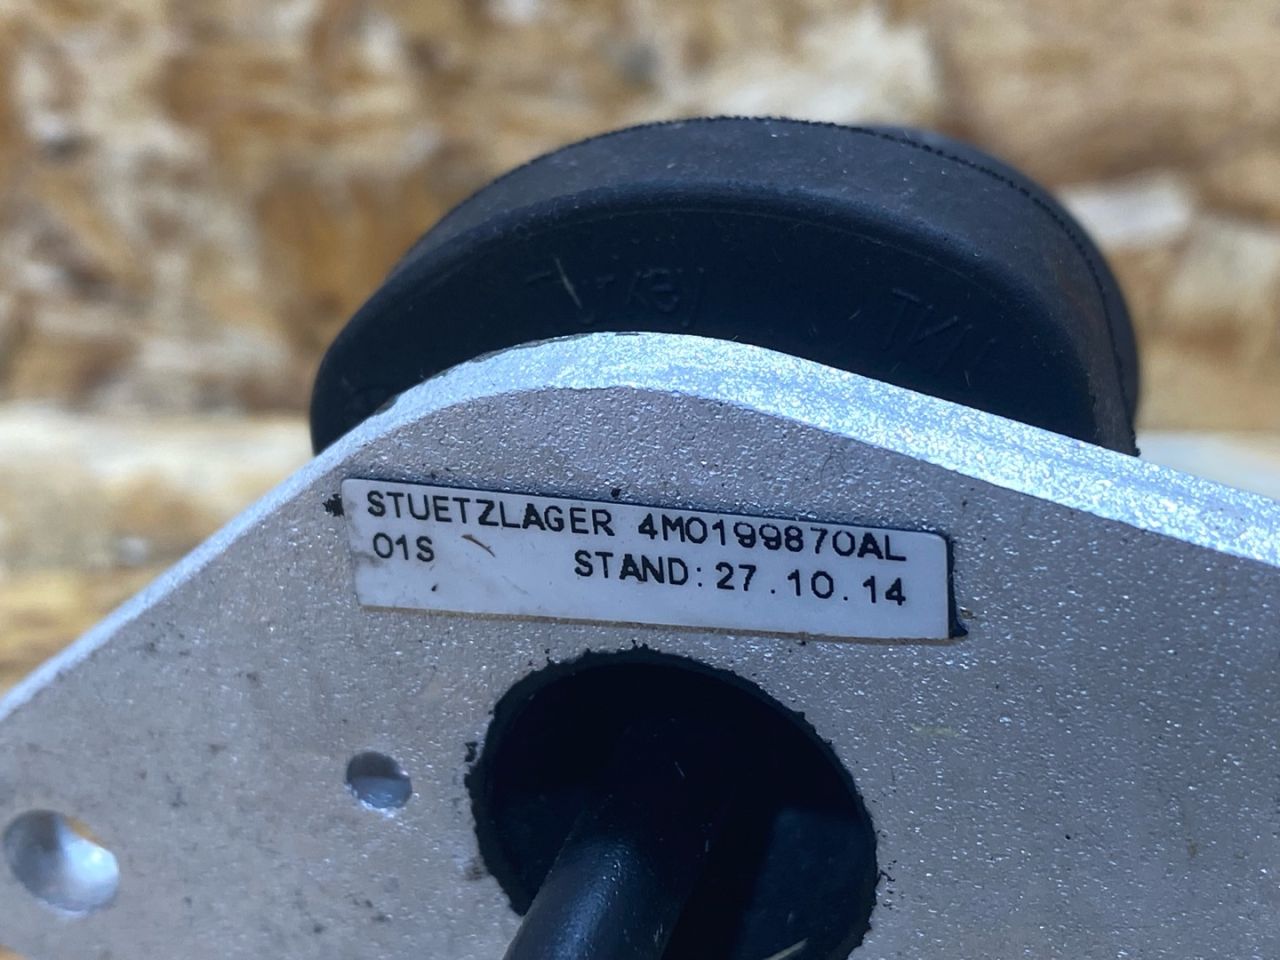 STUETZLAGER 4M0199870AL
01S STAND: 27.10.14